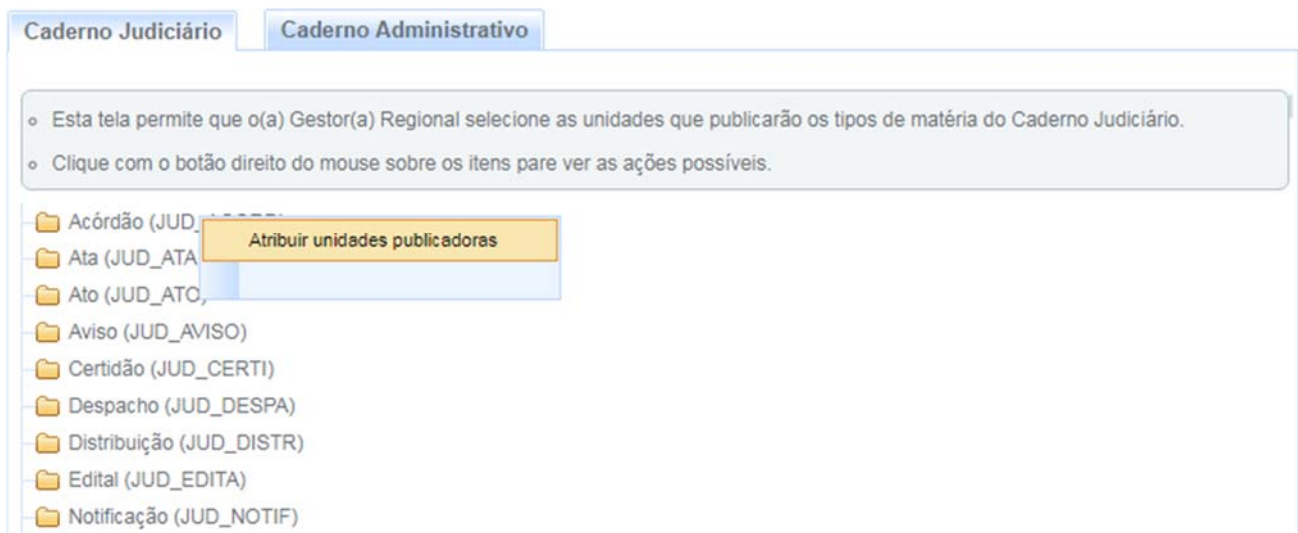 Caderno Judiciário Caderno Administrativo
Esta tela permite que o(a) Gestor(a) Regional selecione as unidades que publicarão os tipos de matéria do Caderno Judiciário.
Clique com o botão direito do mouse sobre os itens pare ver as ações possíveis.
Acórdão (JUD_
Atribuir unidades publicadoras
Ata (JUD_ATA
Ato (JUD_ATO)
Aviso (JUD_AVISO)
Certidão (JUD_CERTI)
Despacho (JUD_DESPA)
Distribuição (JUD_DISTR)
Edital (JUD_EDITA)
Notificação (JUD_NOTIF)